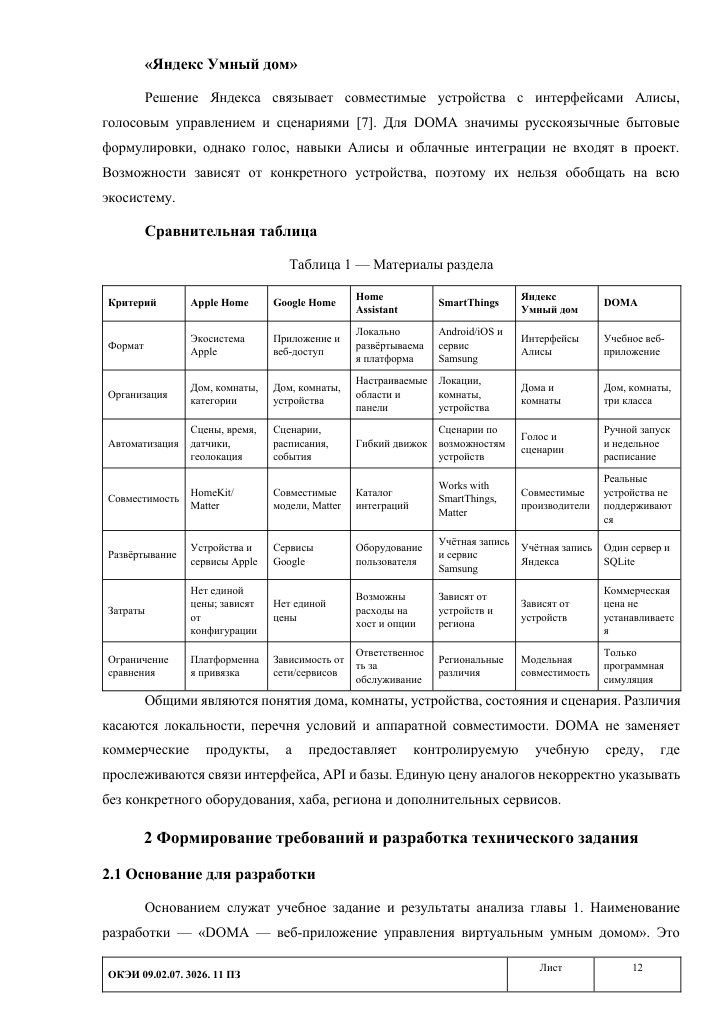 «Яндекс Умный дом»
Решение Яндекса связывает совместимые устройства с интерфейсами Алисы,
голосовым управлением и сценариями [7]. Для DOMA значимы русскоязычные бытовые
формулировки, однако голос, навыки Алисы и облачные интеграции не входят в проект.
Возможности зависят от конкретного устройства, поэтому их нельзя обобщать на всю
экосистему.
Сравнительная таблица
Таблица 1 — Материалы раздела
Критерий Apple Home Google Home Home Assistant SmartThings Яндекс Умный дом DOMA
Формат Экосистема Apple Приложение и веб-доступ Локально развёртываема я платформа Android/iOS и сервис Samsung Интерфейсы Алисы Учебное веб-приложение
Организация Дом, комнаты, категории Дом, комнаты, устройства Настраиваемые области и панели Локации, комнаты, устройства Дома и комнаты Дом, комнаты, три класса
Автоматизация Сцены, время, датчики, геолокация Сценарии, расписания, события Гибкий движок Сценарии по возможностям устройств Голос и сценарии Ручной запуск и недельное расписание
Совместимость HomeKit/ Matter Совместимые модели, Matter Каталог интеграций Works with SmartThings, Matter Совместимые производители Реальные устройства не поддерживают ся
Развёртывание Устройства и сервисы Apple Сервисы Google Оборудование пользователя Учётная запись и сервис Samsung Учётная запись Яндекса Один сервер и SQLite
Затраты Нет единой цены; зависят от конфигурации Нет единой цены Возможны расходы на хост и опции Зависят от устройств и региона Зависят от устройств Коммерческая цена не устанавливаетс я
Ограничение сравнения Платформенна я привязка Зависимость от сети/сервисов Ответственнос ть за обслуживание Региональные различия Модельная совместимость Только программная симуляция
Общими являются понятия дома, комнаты, устройства, состояния и сценария. Различия
касаются локальности, перечня условий и аппаратной совместимости. DOMA не заменяет
коммерческие продукты, а предоставляет контролируемую учебную среду, где
прослеживаются связи интерфейса, API и базы. Единую цену аналогов некорректно указывать
без конкретного оборудования, хаба, региона и дополнительных сервисов.
2 Формирование требований и разработка технического задания
2.1 Основание для разработки
Основанием служат учебное задание и результаты анализа главы 1. Наименование
разработки — «DOMA — веб-приложение управления виртуальным умным домом». Это
ОКЭИ 09.02.07. 3026. 11 ПЗ Лист 12